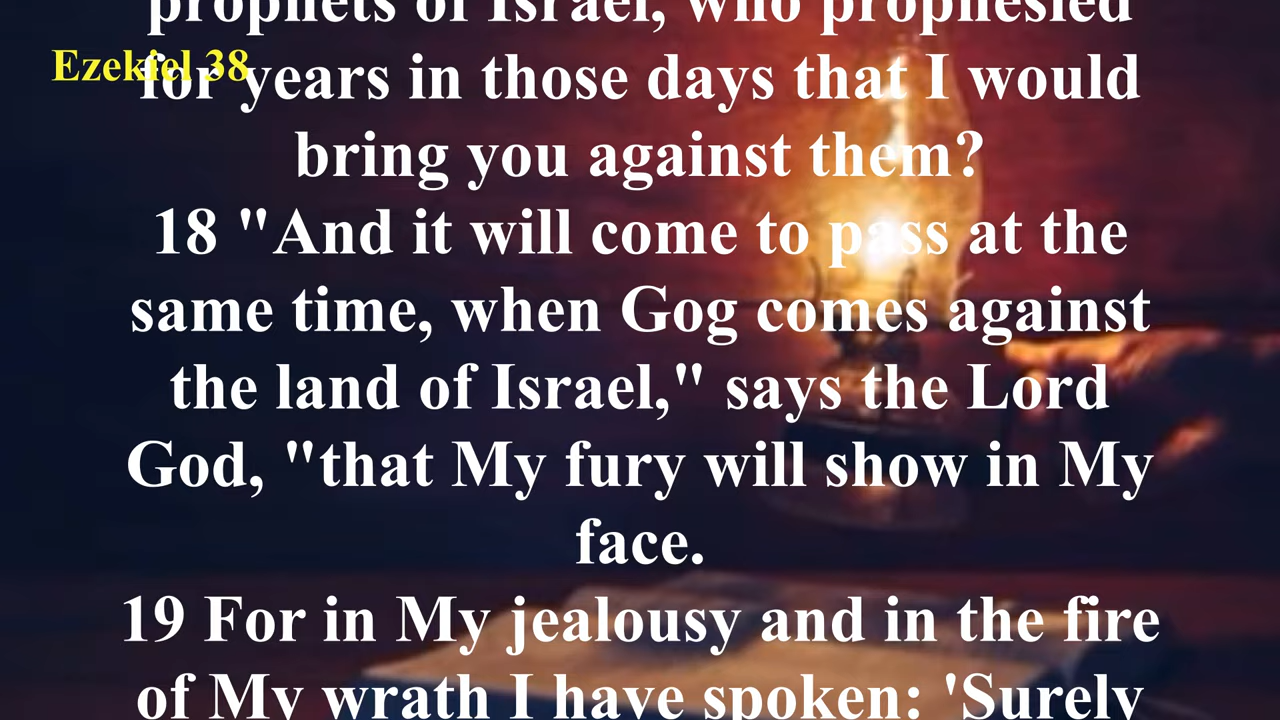 prophets of Israel, who prophesied
Ezekiel 38
for years in those days that I would
bring you against them?
18 "And it will come to pass at the
same time, when Gog comes against
the land of Israel," says the Lord
God, "that My fury will show in My
face.
19 For in My jealousy and in the fire
of My wrath I have spoken: 'Surely